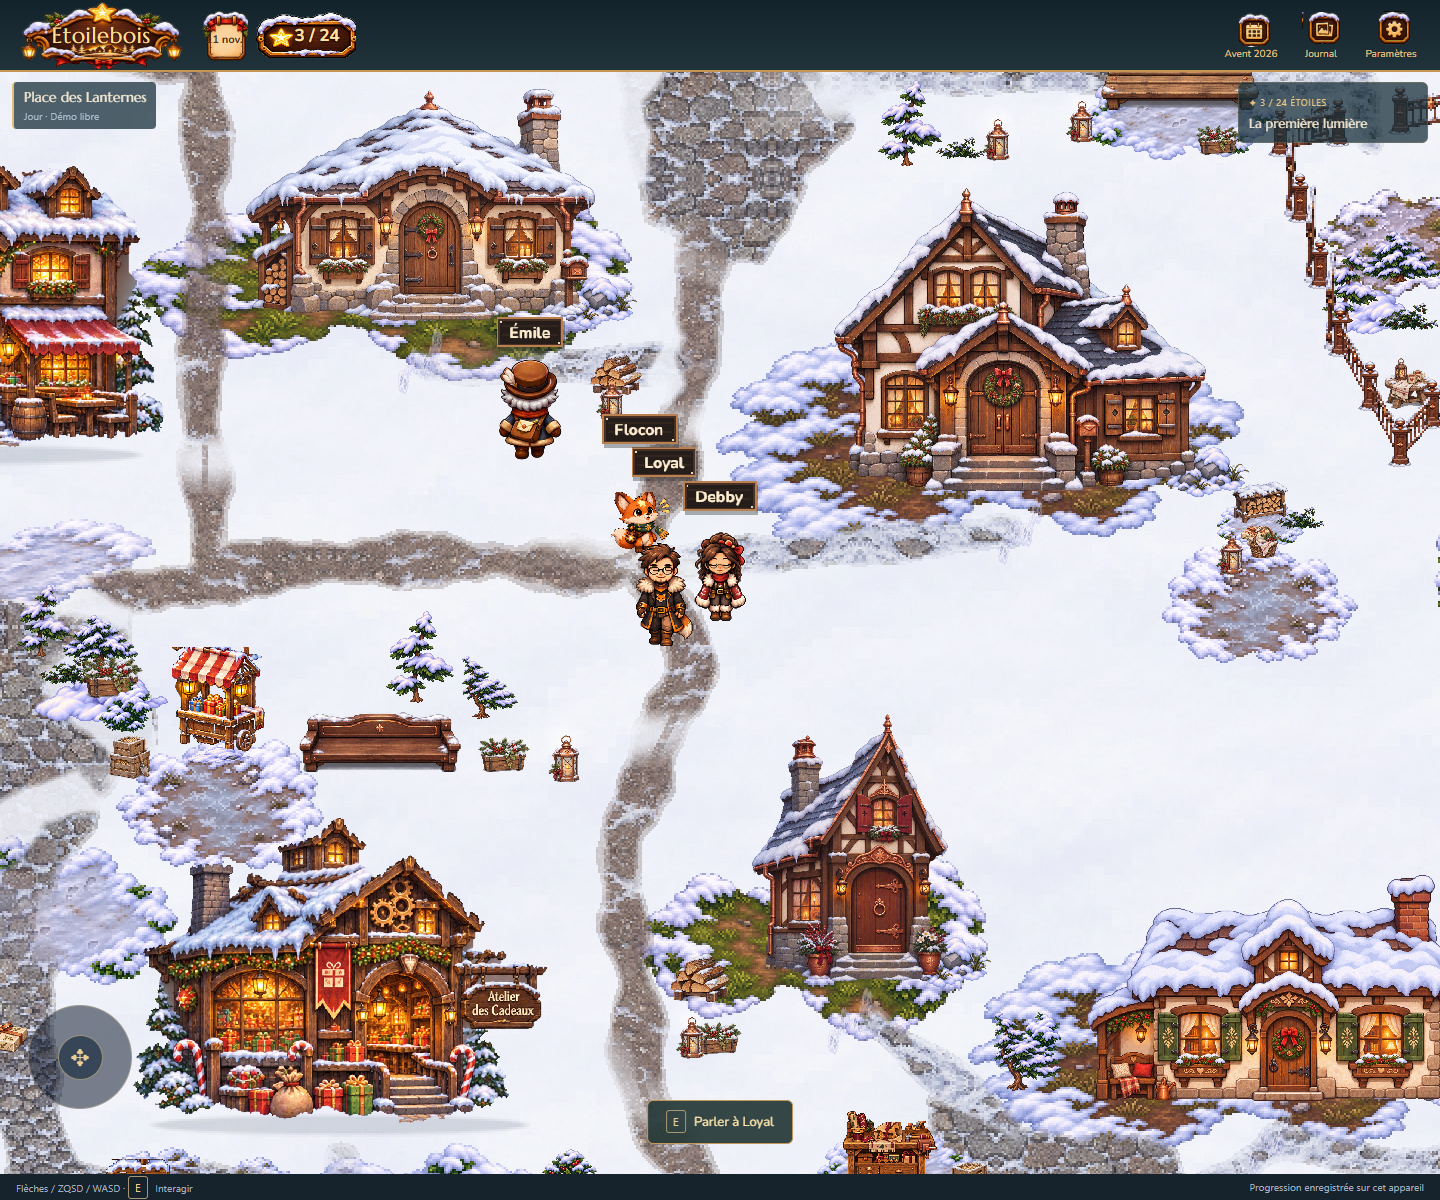 Etoilebois
1 nov.
3 / 24
Avent 2026
Journal
Paramètres
Place des Lanternes
Jour · Démo libre
✦ 3 / 24 ÉTOILES
La première lumière
Émile
Flocon
Loyal
Debby
Atelier
des Cadeaux
E Parler à Loyal
Flèches / ZQSD / WASD · E Interagir
Progression enregistrée sur cet appareil